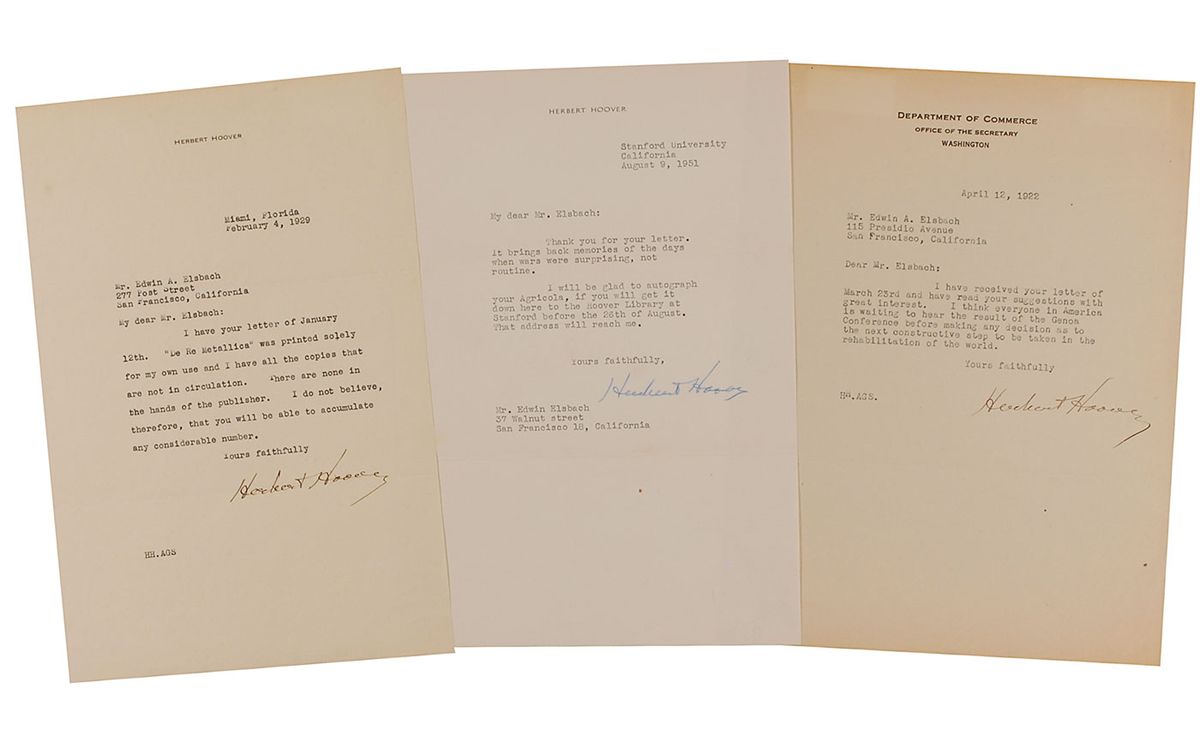 HERBERT HOOVER
Miami, Florida
February 4, 1929
Mr. Edwin A. Elsbach
277 Post Street
San Francisco, California
My dear Mr. Elsbach:
I have your letter of January
12th. "De Re Metallica" was printed solely
for my own use and I have all the copies that
are not in circulation. There are none in
the hands of the publisher. I do not believe,
therefore, that you will be able to accumulate
any considerable number.
Yours faithfully
Herbert Hoover
HH.AGS
HERBERT HOOVER
Stanford University
California
August 9, 1951
My dear Mr. Elsbach:
Thank you for your letter.
It brings back memories of the days
when wars were surprising, not
routine.
I will be glad to autograph
your Agricola, if you will get it
down here to the Hoover Library at
Stanford before the 26th of August.
That address will reach me.
Yours faithfully,
Herbert Hoover
Mr. Edwin Elsbach
37 Walnut street
San Francisco 18, California
DEPARTMENT OF COMMERCE
OFFICE OF THE SECRETARY
WASHINGTON
April 12, 1922
Mr. Edwin A. Elsbach
115 Presidio Avenue
San Francisco, California
Dear Mr. Elsbach:
I have received your letter of
March 23rd and have read your suggestions with
great interest. I think everyone in America
is waiting to hear the result of the Genoa
Conference before making any decision as to
the next constructive step to be taken in the
rehabilitation of the world.
Yours faithfully
Herbert Hoover
HH.AGS.